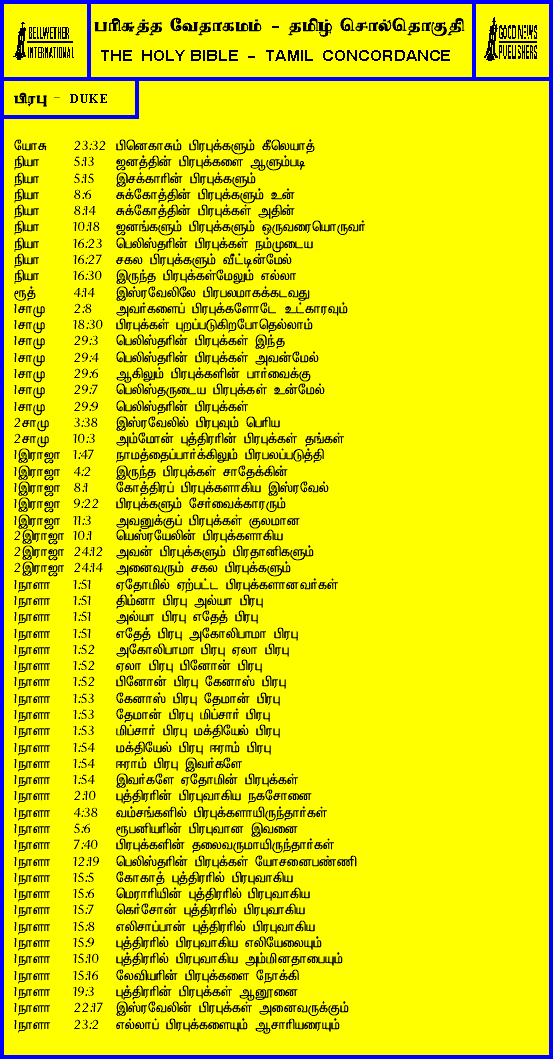 BELLWETHER
INTERNATIONAL
பரிசுத்த வேதாகமம் - தமிழ் சொல்தொகுதி
THE HOLY BIBLE - TAMIL CONCORDANCE
GOOD NEWS
PUBLISHERS
பிரபு - DUKE
யோசு 23:32 பினெகாசும் பிரபுக்களும் கீலெயாத்
நியா 5:13 ஜனத்தின் பிரபுக்களை ஆளும்படி
நியா 5:15 இசக்காரின் பிரபுக்களும்
நியா 8:6 சுக்கோத்தின் பிரபுக்களும் உன்
நியா 8:14 சுக்கோத்தின் பிரபுக்கள் அதின்
நியா 10:18 ஜனங்களும் பிரபுக்களும் ஒருவரையொருவர்
நியா 16:23 பெலிஸ்தரின் பிரபுக்கள் நம்முடைய
நியா 16:27 சகல பிரபுக்களும் வீட்டின்மேல்
நியா 16:30 இருந்த பிரபுக்கள்மேலும் எல்லா
ரூத் 4:14 இஸ்ரவேலிலே பிரபலமாகக்கடவது
1சாமு 2:8 அவர்களைப் பிரபுக்களோடே உட்காரவும்
1சாமு 18:30 பிரபுக்கள் புறப்படுகிறபோதெல்லாம்
1சாமு 29:3 பெலிஸ்தரின் பிரபுக்கள் இந்த
1சாமு 29:4 பெலிஸ்தரின் பிரபுக்கள் அவன்மேல்
1சாமு 29:6 ஆகிலும் பிரபுக்களின் பார்வைக்கு
1சாமு 29:7 பெலிஸ்தருடைய பிரபுக்கள் உன்மேல்
1சாமு 29:9 பெலிஸ்தரின் பிரபுக்கள்
2சாமு 3:38 இஸ்ரவேலில் பிரபுவும் பெரிய
2சாமு 10:3 அம்மோன் புத்திரரின் பிரபுக்கள் தங்கள்
1இராஜா 1:47 நாமத்தைப்பார்க்கிலும் பிரபலப்படுத்தி
1இராஜா 4:2 இருந்த பிரபுக்கள் சாதேக்கின்
1இராஜா 8:1 கோத்திரப் பிரபுக்களாகிய இஸ்ரவேல்
1இராஜா 9:22 பிரபுக்களும் சேர்வைக்காரரும்
1இராஜா 11:3 அவனுக்குப் பிரபுக்கள் குலமான
2இராஜா 10:1 யெஸ்ரயேலின் பிரபுக்களாகிய
2இராஜா 24:12 அவன் பிரபுக்களும் பிரதானிகளும்
2இராஜா 24:14 அனைவரும் சகல பிரபுக்களும்
1நாளா 1:51 ஏதோமில் ஏற்பட்ட பிரபுக்களானவர்கள்
1நாளா 1:51 திம்னா பிரபு அல்யா பிரபு
1நாளா 1:51 அல்யா பிரபு எதேத் பிரபு
1நாளா 1:51 எதேத் பிரபு அகோலிபாமா பிரபு
1நாளா 1:52 அகோலிபாமா பிரபு ஏலா பிரபு
1நாளா 1:52 ஏலா பிரபு பினோன் பிரபு
1நாளா 1:52 பினோன் பிரபு கேனாஸ் பிரபு
1நாளா 1:53 கேனாஸ் பிரபு தேமான் பிரபு
1நாளா 1:53 தேமான் பிரபு மிப்சார் பிரபு
1நாளா 1:53 மிப்சார் பிரபு மக்தியேல் பிரபு
1நாளா 1:54 மக்தியேல் பிரபு ஈராம் பிரபு
1நாளா 1:54 ஈராம் பிரபு இவர்களே
1நாளா 1:54 இவர்களே ஏதோமின் பிரபுக்கள்
1நாளா 2:10 புத்திரரின் பிரபுவாகிய நகசோனை
1நாளா 4:38 வம்சங்களில் பிரபுக்களாயிருந்தார்கள்
1நாளா 5:6 ரூபனியரின் பிரபுவான இவனை
1நாளா 7:40 பிரபுக்களின் தலைவருமாயிருந்தார்கள்
1நாளா 12:19 பெலிஸ்தரின் பிரபுக்கள் யோசனைபண்ணி
1நாளா 15:5 கோகாத் புத்திரரில் பிரபுவாகிய
1நாளா 15:6 மெராரியின் புத்திரரில் பிரபுவாகிய
1நாளா 15:7 கெர்சோன் புத்திரரில் பிரபுவாகிய
1நாளா 15:8 எலிசாப்பான் புத்திரரில் பிரபுவாகிய
1நாளா 15:9 புத்திரரில் பிரபுவாகிய எலியேலையும்
1நாளா 15:10 புத்திரரில் பிரபுவாகிய அம்மினதாபையும்
1நாளா 15:16 லேவியரின் பிரபுக்களை நோக்கி
1நாளா 19:3 புத்திரரின் பிரபுக்கள் ஆனூனை
1நாளா 22:17 இஸ்ரவேலின் பிரபுக்கள் அனைவருக்கும்
1நாளா 23:2 எல்லாப் பிரபுக்களையும் ஆசாரியரையும்